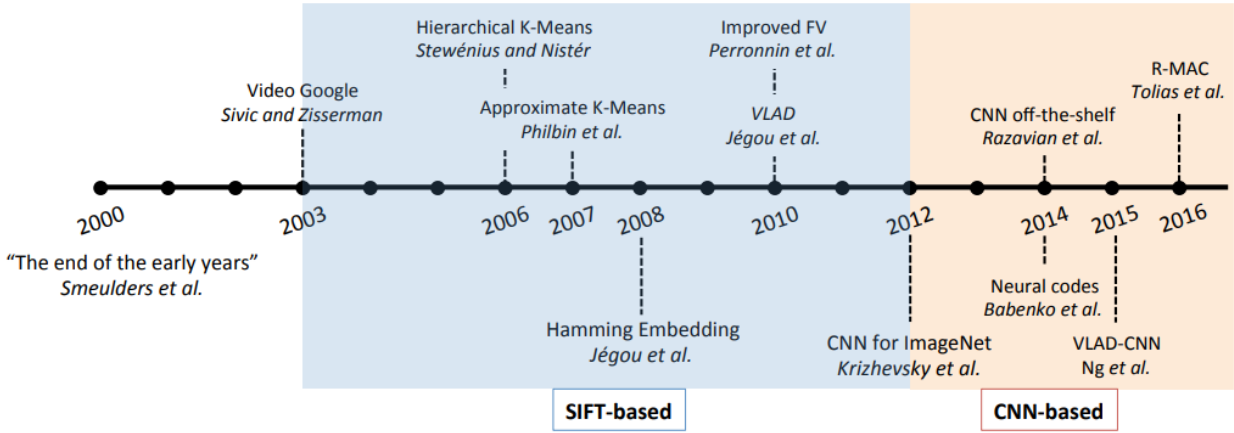 Hierarchical K-Means
Stewénius and Nistér
Improved FV
Perronnin et al.
R-MAC
Tolias et al.
Video Google
Sivic and Zisserman
Approximate K-Means
Philbin et al.
VLAD
Jégou et al.
CNN off-the-shelf
Razavian et al.
2000
2003
2006
2007
2008
2010
2012
2014
2015
2016
“The end of the early years”
Smeulders et al.
Hamming Embedding
Jégou et al.
CNN for ImageNet
Krizhevsky et al.
Neural codes
Babenko et al.
VLAD-CNN
Ng et al.
SIFT-based
CNN-based